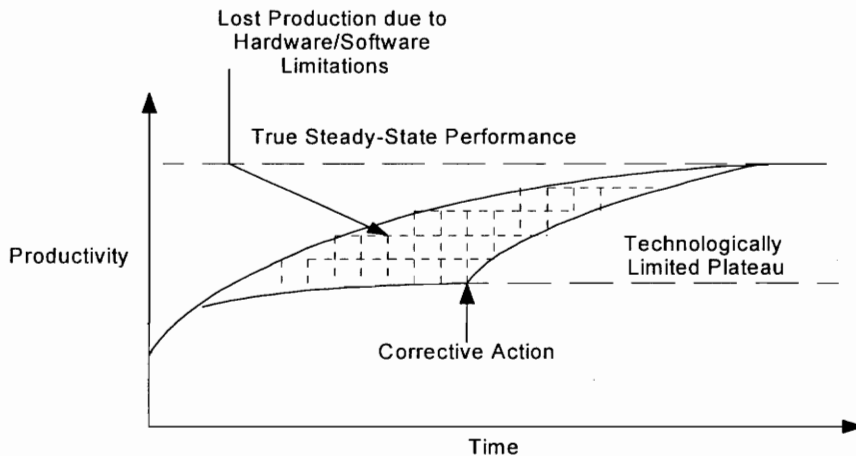 Lost Production due to
Hardware/Software
Limitations
True Steady-State Performance
Productivity
Technologically
Limited Plateau
Corrective Action
Time